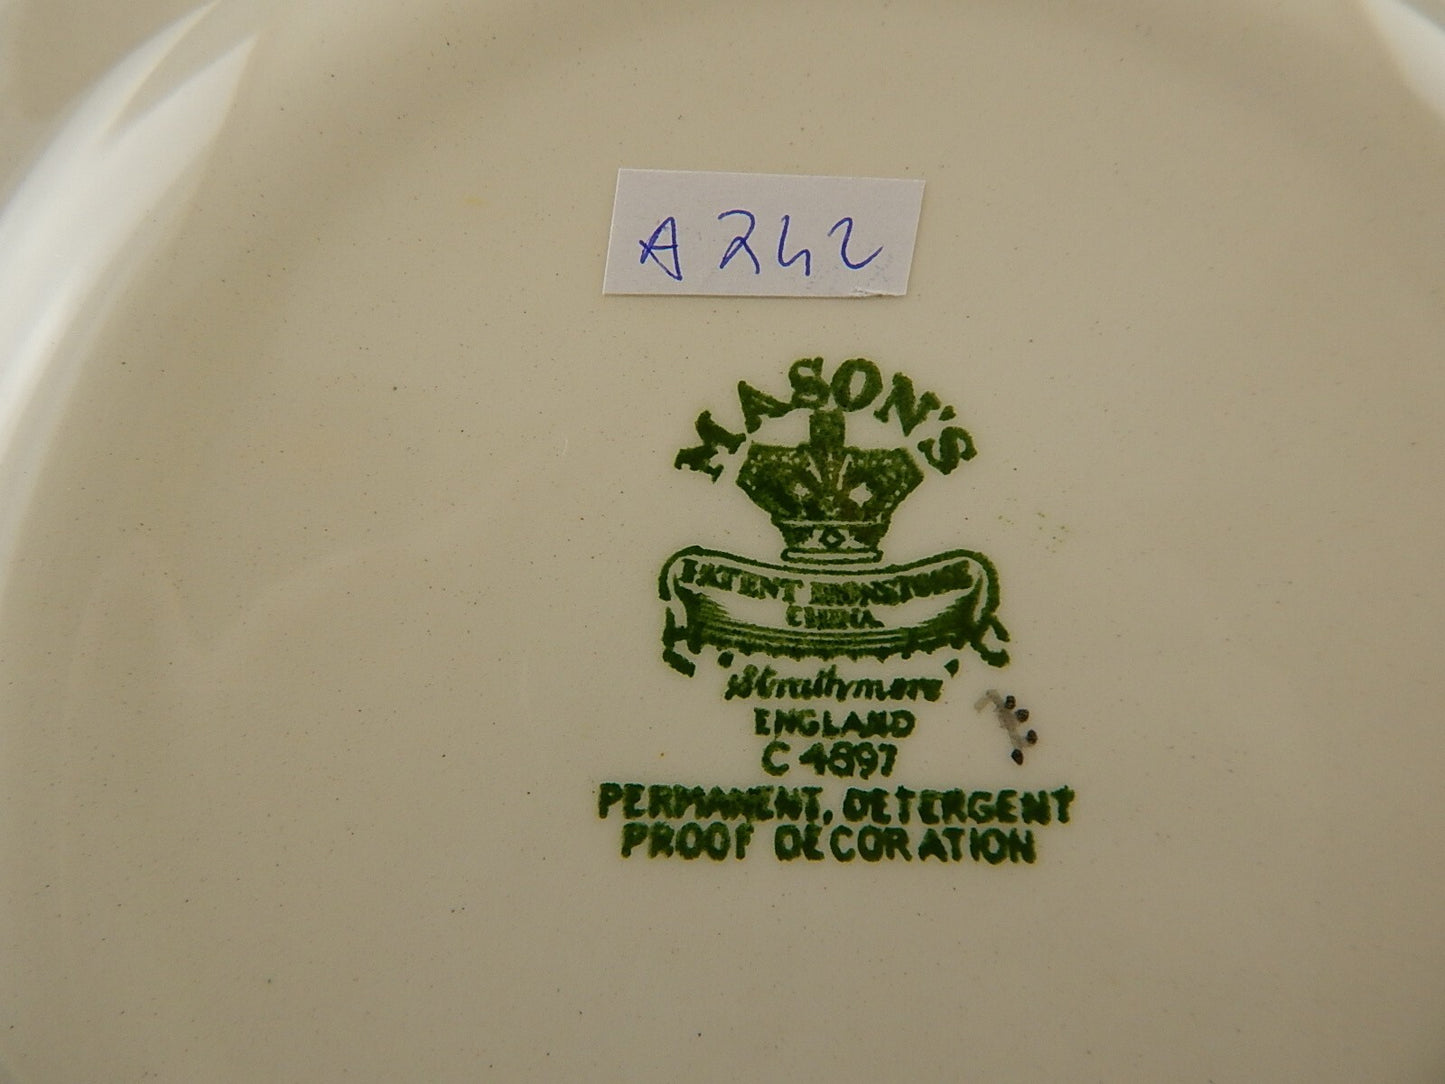 A242
MASON'S
PATENT IRONSTONE
CHINA
'Strathmore'
ENGLAND
C 4897
PERMANENT, DETERGENT
PROOF DECORATION